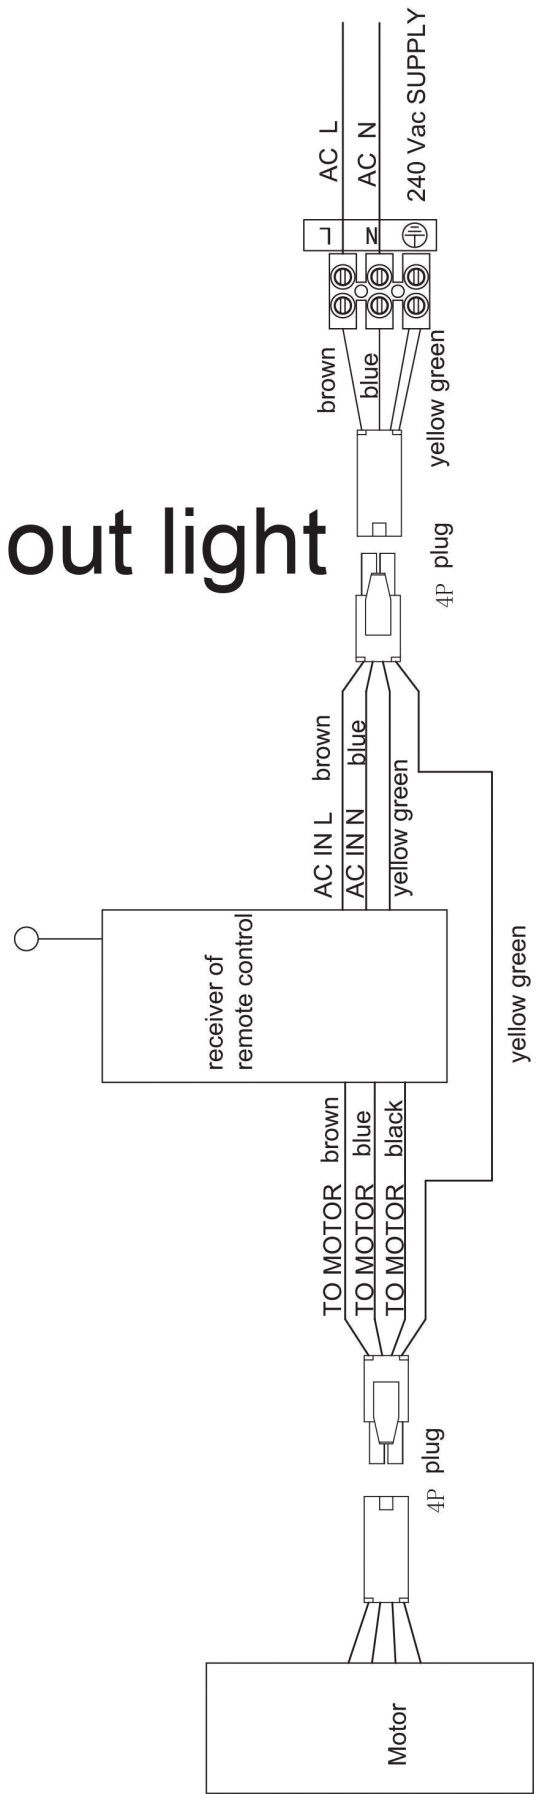 AC L
AC N
240 Vac SUPPLY
L
N
brown
blue
yellow green
out light
4P plug
brown
blue
AC IN L
AC IN N
yellow green
receiver of
remote control
yellow green
brown
blue
black
TO MOTOR
TO MOTOR
TO MOTOR
4P plug
Motor